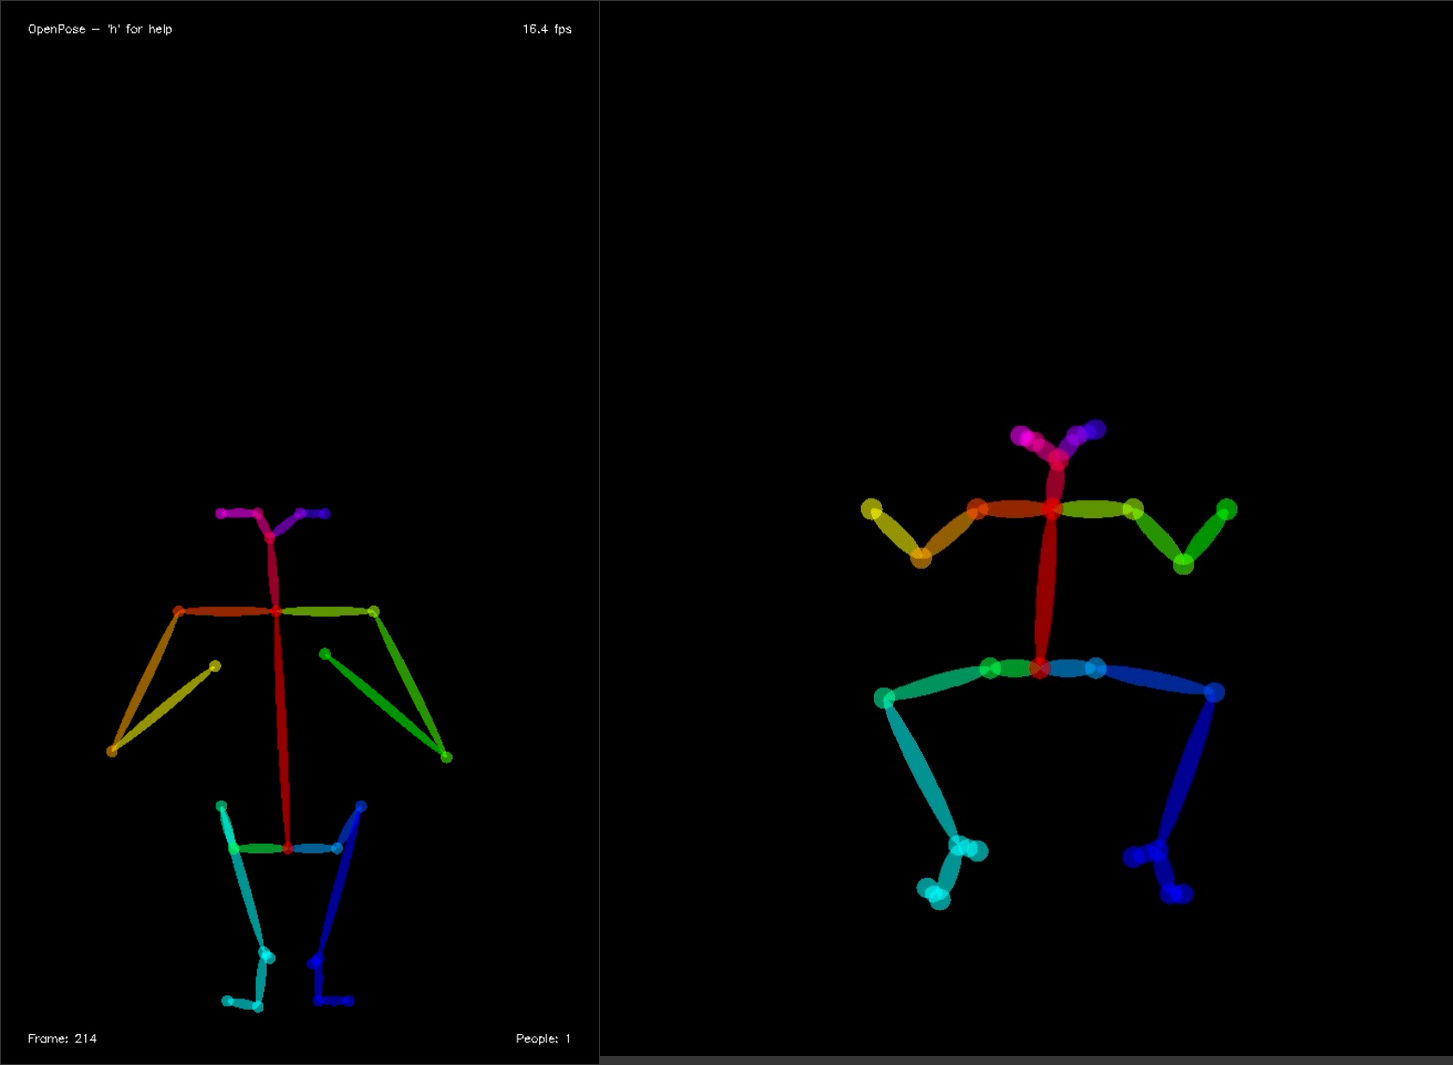 OpenPose - 'h' for help
16.4 fps
Frame: 214
People: 1